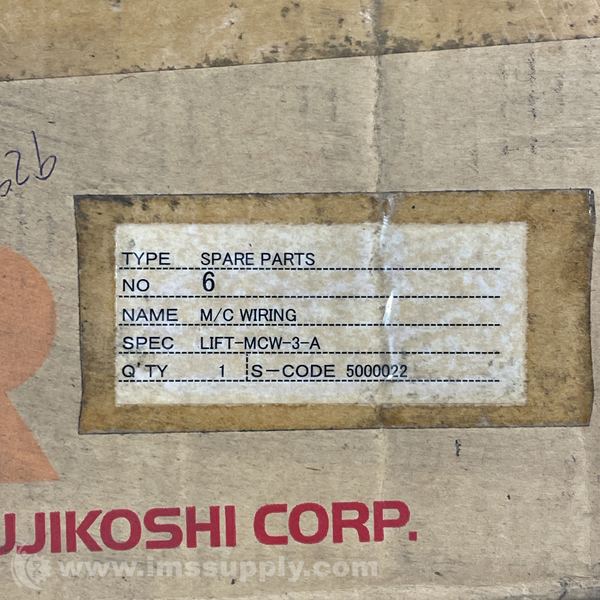 TYPE SPARE PARTS
NO 6
NAME M/C WIRING
SPEC LIFT-MCW-3-A
Q'TY 1 S-CODE 5000022
UJIKOSHI CORP.
www.imssupply.com